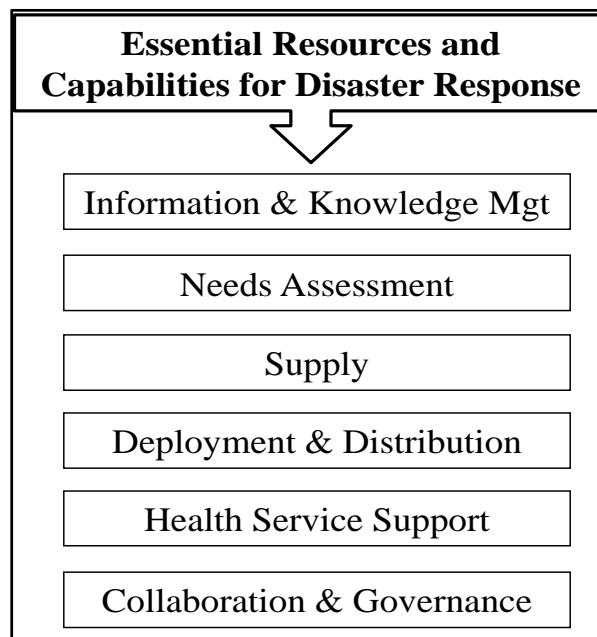 Essential Resources and
Capabilities for Disaster Response
Information & Knowledge Mgt
Needs Assessment
Supply
Deployment & Distribution
Health Service Support
Collaboration & Governance